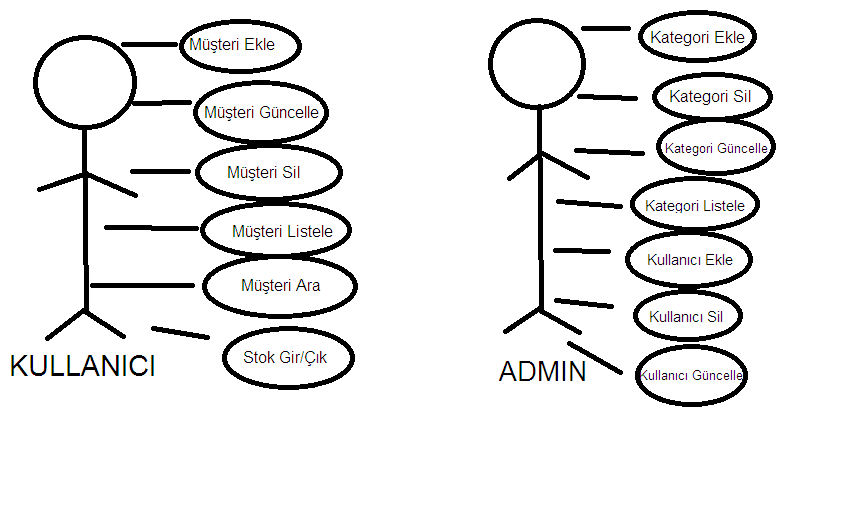 Müşteri Ekle
Müşteri Güncelle
Müşteri Sil
Müşteri Listele
Müşteri Ara
Stok Gir/Çık
KULLANICI
Kategori Ekle
Kategori Sil
Kategori Güncelle
Kategori Listele
Kullanıcı Ekle
Kullanıcı Sil
Kullanıcı Güncelle
ADMIN